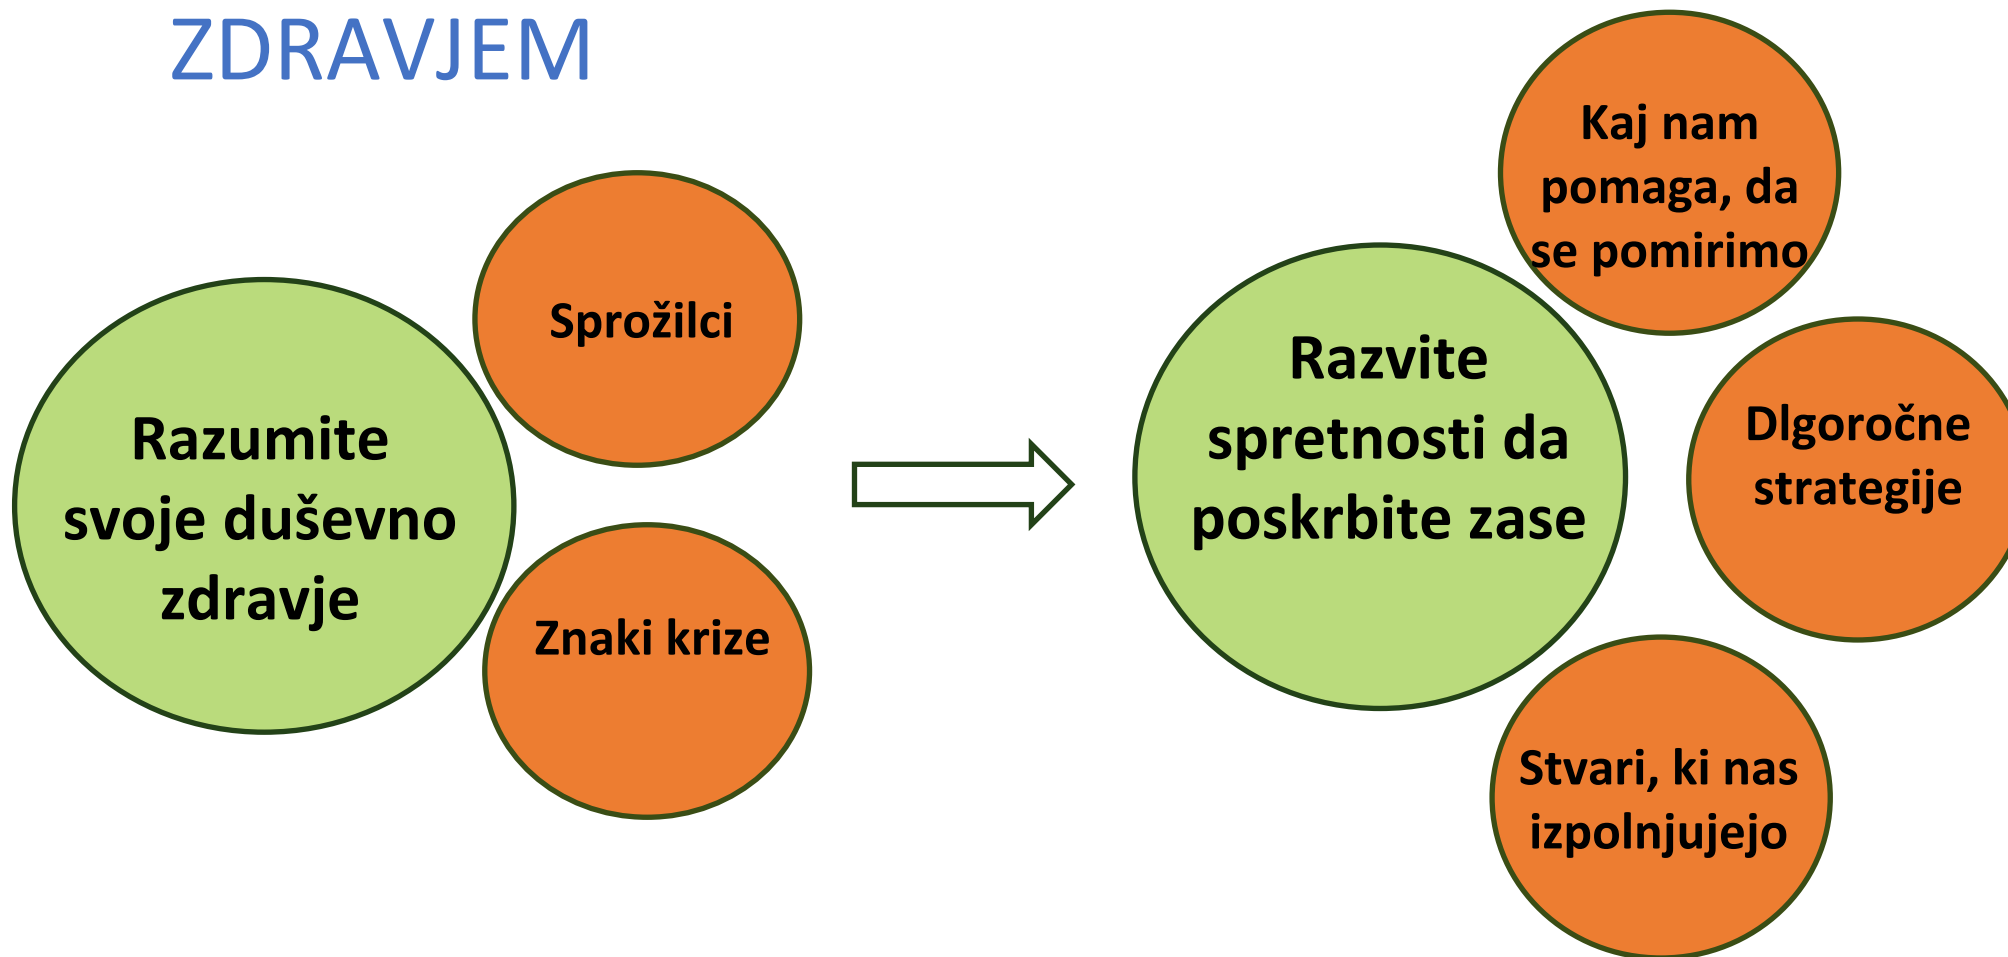 ZDRAVJEM
Razumite
svoje duševno
zdravje
Sprožilci
Znaki krize
Razvite
spretnosti da
poskrbite zase
Kaj nam
pomaga, da
se pomirimo
Dlgoročne
strategije
Stvari, ki nas
izpolnjujejo